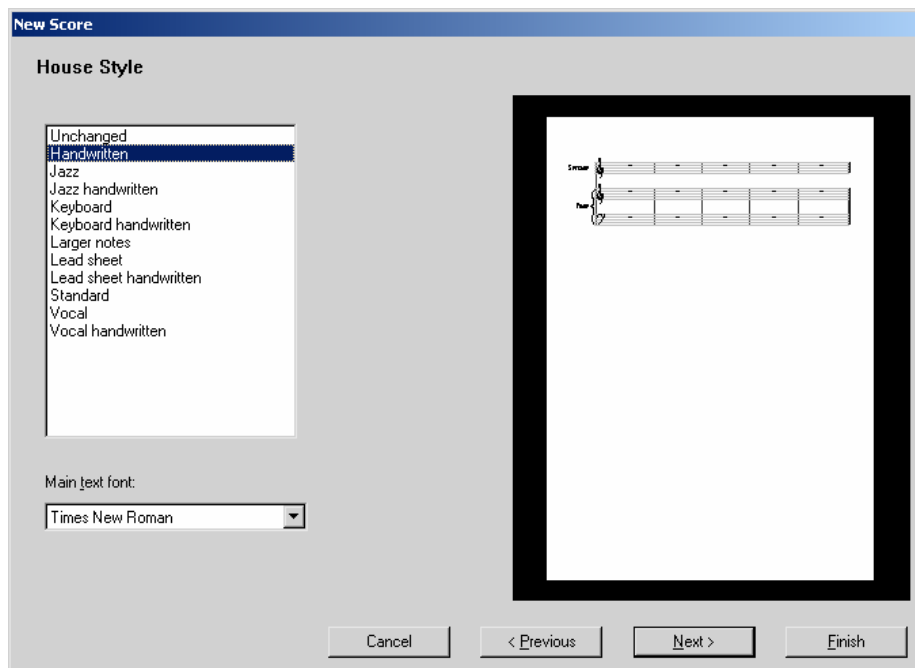 New Score
House Style
Unchanged
Handwritten
Jazz
Jazz handwritten
Keyboard
Keyboard handwritten
Larger notes
Lead sheet
Lead sheet handwritten
Standard
Vocal
Vocal handwritten
Main text font:
Times New Roman
Cancel
< Previous
Next >
Finish